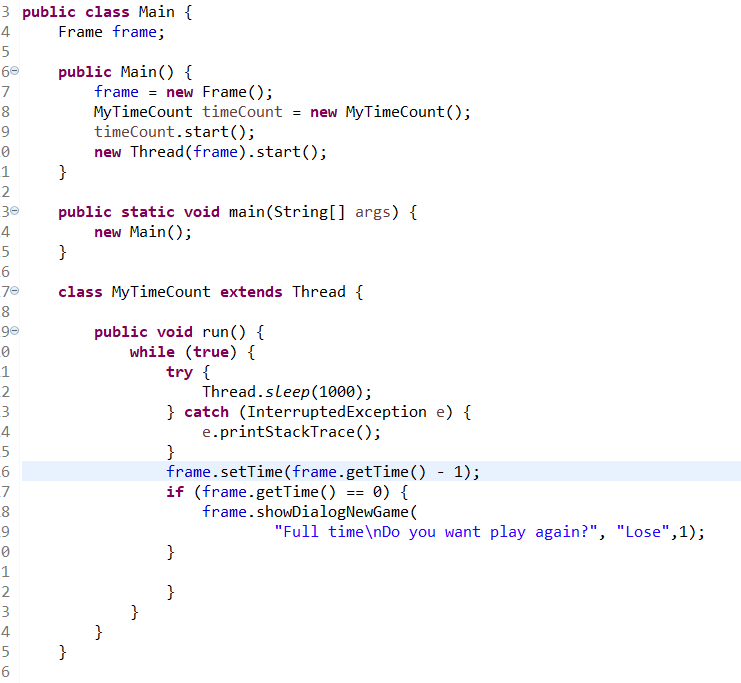 3 public class Main {
4     Frame frame;
5
6     public Main() {
7         frame = new Frame();
8         MyTimeCount timeCount = new MyTimeCount();
9         timeCount.start();
0         new Thread(frame).start();
1     }
2
3     public static void main(String[] args) {
4         new Main();
5     }
6
7     class MyTimeCount extends Thread {
8
9         public void run() {
0             while (true) {
1                 try {
2                     Thread.sleep(1000);
3                 } catch (InterruptedException e) {
4                     e.printStackTrace();
5                 }
6                 frame.setTime(frame.getTime() - 1);
7                 if (frame.getTime() == 0) {
8                     frame.showDialogNewGame(
9                             "Full time\nDo you want play again?", "Lose",1);
0                 }
1
2                 }
3             }
4         }
5     }
6